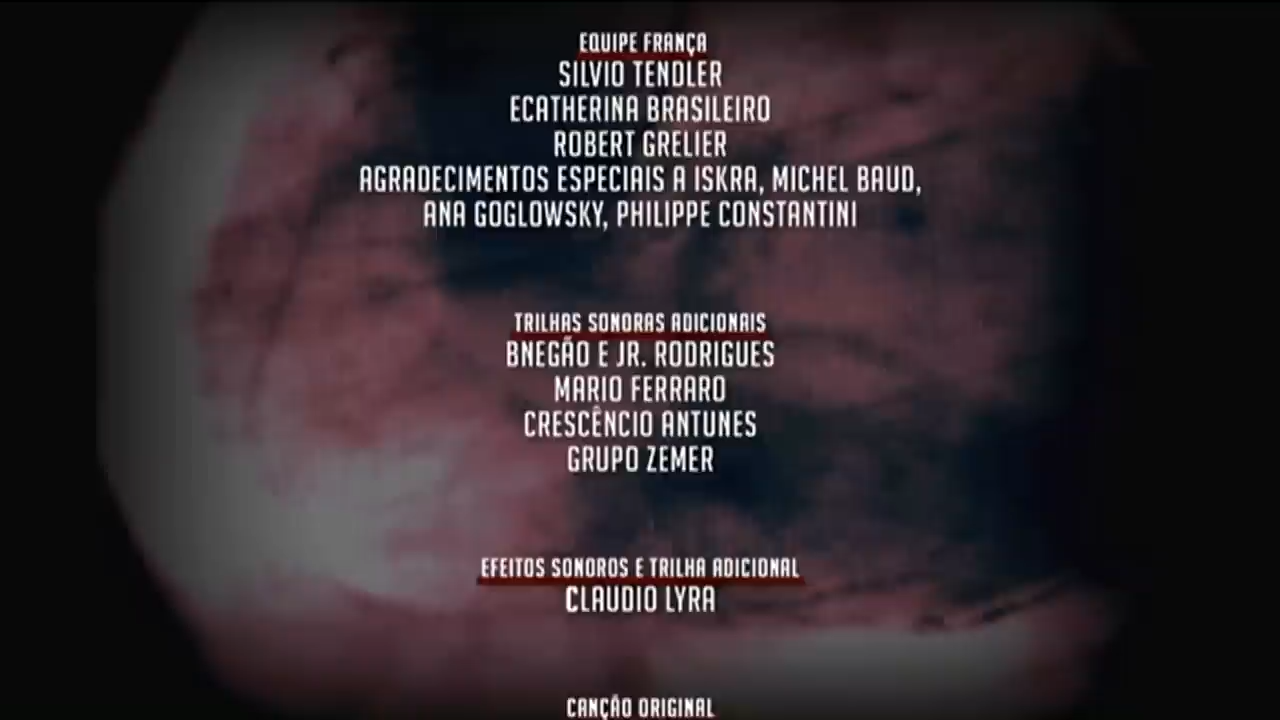 EQUIPE FRANÇA
SILVIO TENDLER
ECATHERINA BRASILEIRO
ROBERT GRELIER
AGRADECIMENTOS ESPECIAIS A ISKRA, MICHEL BAUD,
ANA GOGLOWSKY, PHILIPPE CONSTANTINI
TRILHAS SONORAS ADICIONAIS
BNEGÃO E JR. RODRIGUES
MARIO FERRARO
CRESCÊNCIO ANTUNES
GRUPO ZEMER
EFEITOS SONOROS E TRILHA ADICIONAL
CLAUDIO LYRA
CANÇÃO ORIGINAL